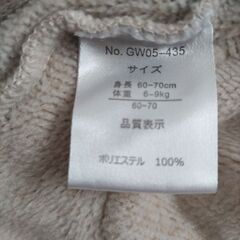 No. GW05-435
サイズ
身長 60-70cm
体重 6-9kg
60-70
品質表示
ポリエステル 100%